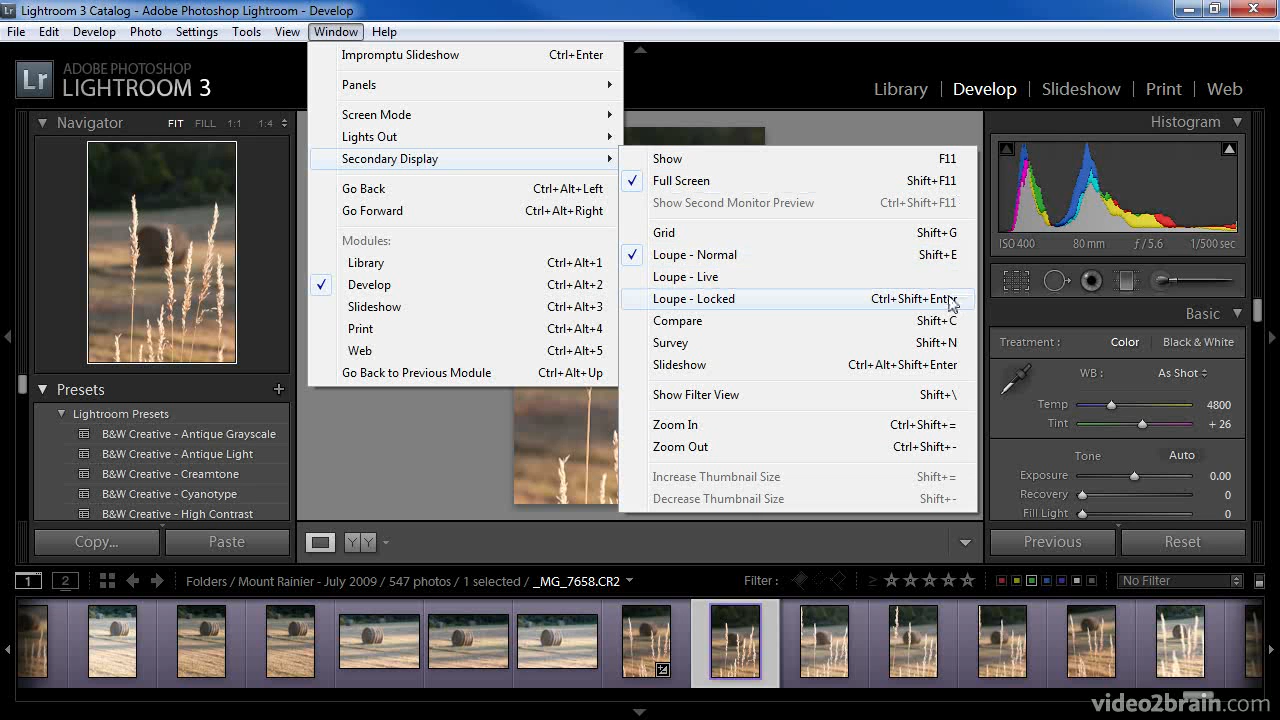 Lightroom 3 Catalog - Adobe Photoshop Lightroom - Develop
File Edit Develop Photo Settings Tools View Window Help
Lr ADOBE PHOTOSHOP
LIGHTROOM 3
Library | Develop | Slideshow | Print | Web
Navigator FIT FILL 1:1 1:4
Presets
Lightroom Presets
B&W Creative - Antique Grayscale
B&W Creative - Antique Light
B&W Creative - Creamtone
B&W Creative - Cyanotype
B&W Creative - High Contrast
Copy... Paste
Impromptu Slideshow Ctrl+Enter
Panels
Screen Mode
Lights Out
Secondary Display
Go Back Ctrl+Alt+Left
Go Forward Ctrl+Alt+Right
Modules:
Library Ctrl+Alt+1
Develop Ctrl+Alt+2
Slideshow Ctrl+Alt+3
Print Ctrl+Alt+4
Web Ctrl+Alt+5
Go Back to Previous Module Ctrl+Alt+Up
Show F11
Full Screen Shift+F11
Show Second Monitor Preview Ctrl+Shift+F11
Grid Shift+G
Loupe - Normal Shift+E
Loupe - Live
Loupe - Locked Ctrl+Shift+Enter
Compare Shift+C
Survey Shift+N
Slideshow Ctrl+Alt+Shift+Enter
Show Filter View Shift+\
Zoom In Ctrl+Shift+=
Zoom Out Ctrl+Shift+-
Increase Thumbnail Size Shift+=
Decrease Thumbnail Size Shift+-
Histogram
ISO 400 80 mm ƒ / 5.6 1/500 sec
Basic
Treatment: Color Black & White
WB: As Shot
Temp 4800
Tint + 26
Tone Auto
Exposure 0.00
Recovery 0
Fill Light 0
Previous Reset
YY
1 2 Folders / Mount Rainier - July 2009 / 547 photos / 1 selected / _MG_7658.CR2 Filter : ≥ ★★★★★ No Filter
video2brain.com